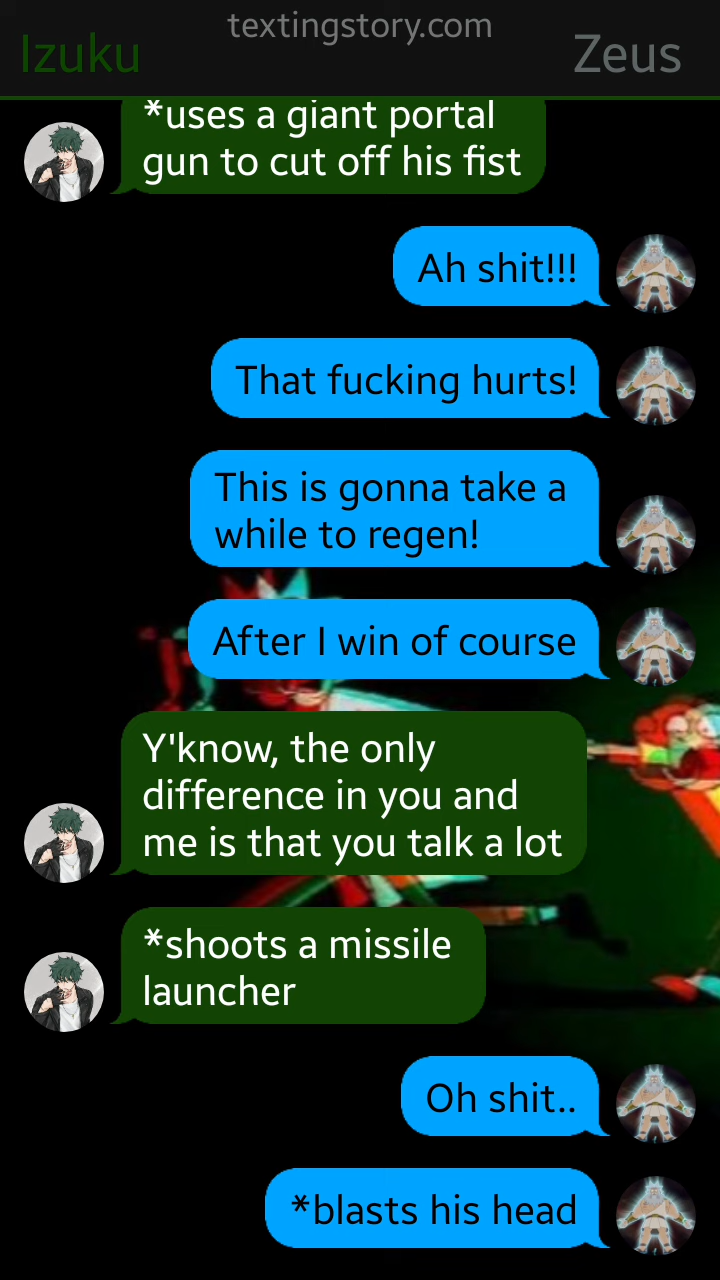 textingstory.com
Izuku
Zeus
*uses a giant portal
gun to cut off his fist
Ah shit!!!
That fucking hurts!
This is gonna take a
while to regen!
After I win of course
Y'know, the only
difference in you and
me is that you talk a lot
*shoots a missile
launcher
Oh shit..
*blasts his head